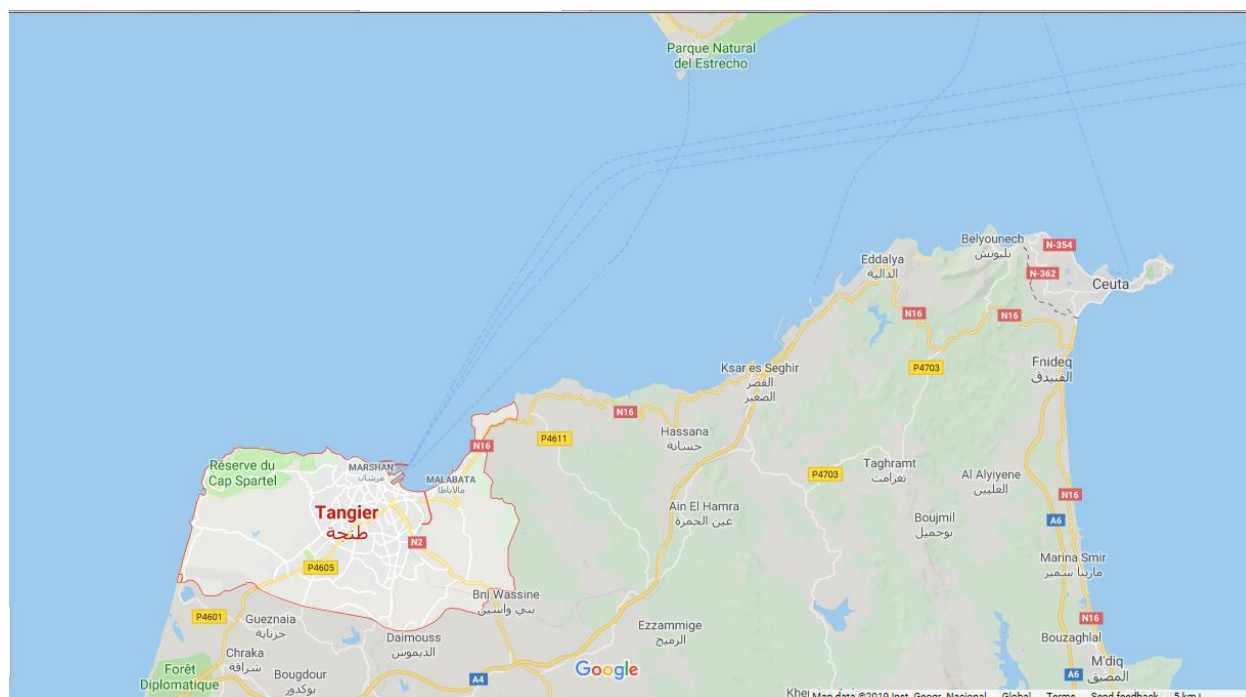 Parque Natural
del Estrecho
Belyounech
بليونش
N-354
Eddalya
الدالية
N-362
Ceuta
N16
N16
Ksar es Seghir
القصر
الصغير
P4703
Fnideq
الفنيدق
N16
P4611
Hassana
حسانة
N16
MARSHAN
مرشان
MALABATA
مالاباطا
Réserve du
Cap Spartel
P4703
Taghramt
تغرامت
Al Alyiyene
العليين
N16
Tangier
طنجة
Ain El Hamra
عين الحمرة
Boujmil
بوجميل
A6
N2
P4605
Marina Smir
مارينا سمير
Bni Wassine
بني واسين
P4601
Gueznaia
جزناية
Ezzammige
الزميج
N16
Daimouss
الديموس
Bouzaghlal
Chraka
شراقة
Forêt
Diplomatique
Bougdour
بوكدور
A4
Google
A6
M'diq
المضيق
Map data ©2019 Inst. Geogr. Nacional Global Terms Send feedback 5 km